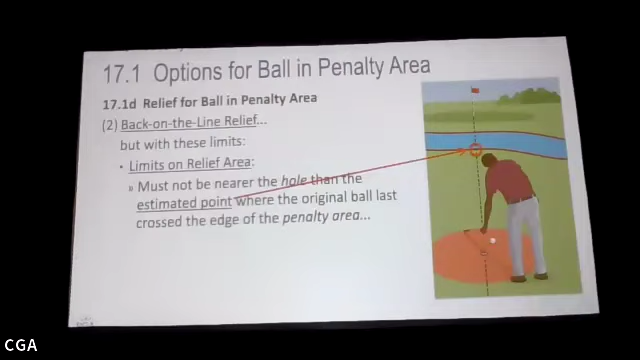 17.1 Options for Ball in Penalty Area
17.1d Relief for Ball in Penalty Area
(2) Back-on-the-Line Relief...
but with these limits:
• Limits on Relief Area:
» Must not be nearer the hole than the
estimated point where the original ball last
crossed the edge of the penalty area...
CGA